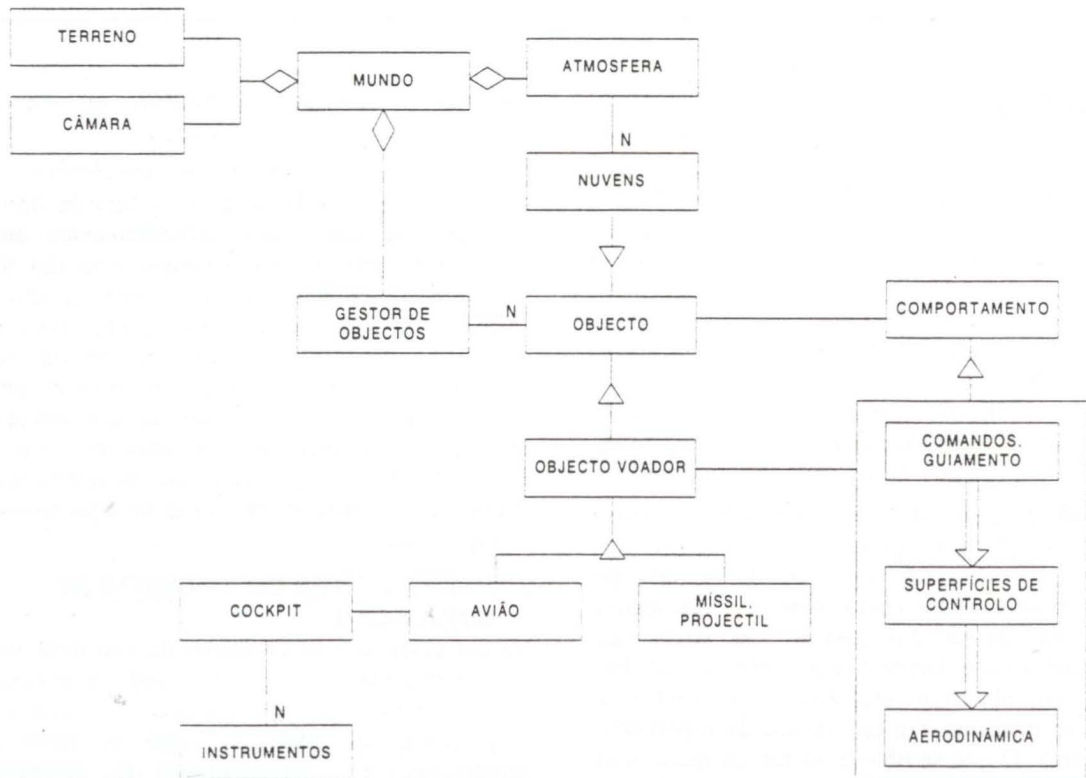 TERRENO
MUNDO
ATMOSFERA
CÂMARA
N
NUVENS
GESTOR DE
OBJECTOS
N
OBJECTO
COMPORTAMENTO
OBJECTO VOADOR
COMANDOS.
GUIAMENTO
COCKPIT
AVIÃO
MÍSSIL.
PROJECTIL
SUPERFÍCIES DE
CONTROLO
N
INSTRUMENTOS
AERODINÂMICA